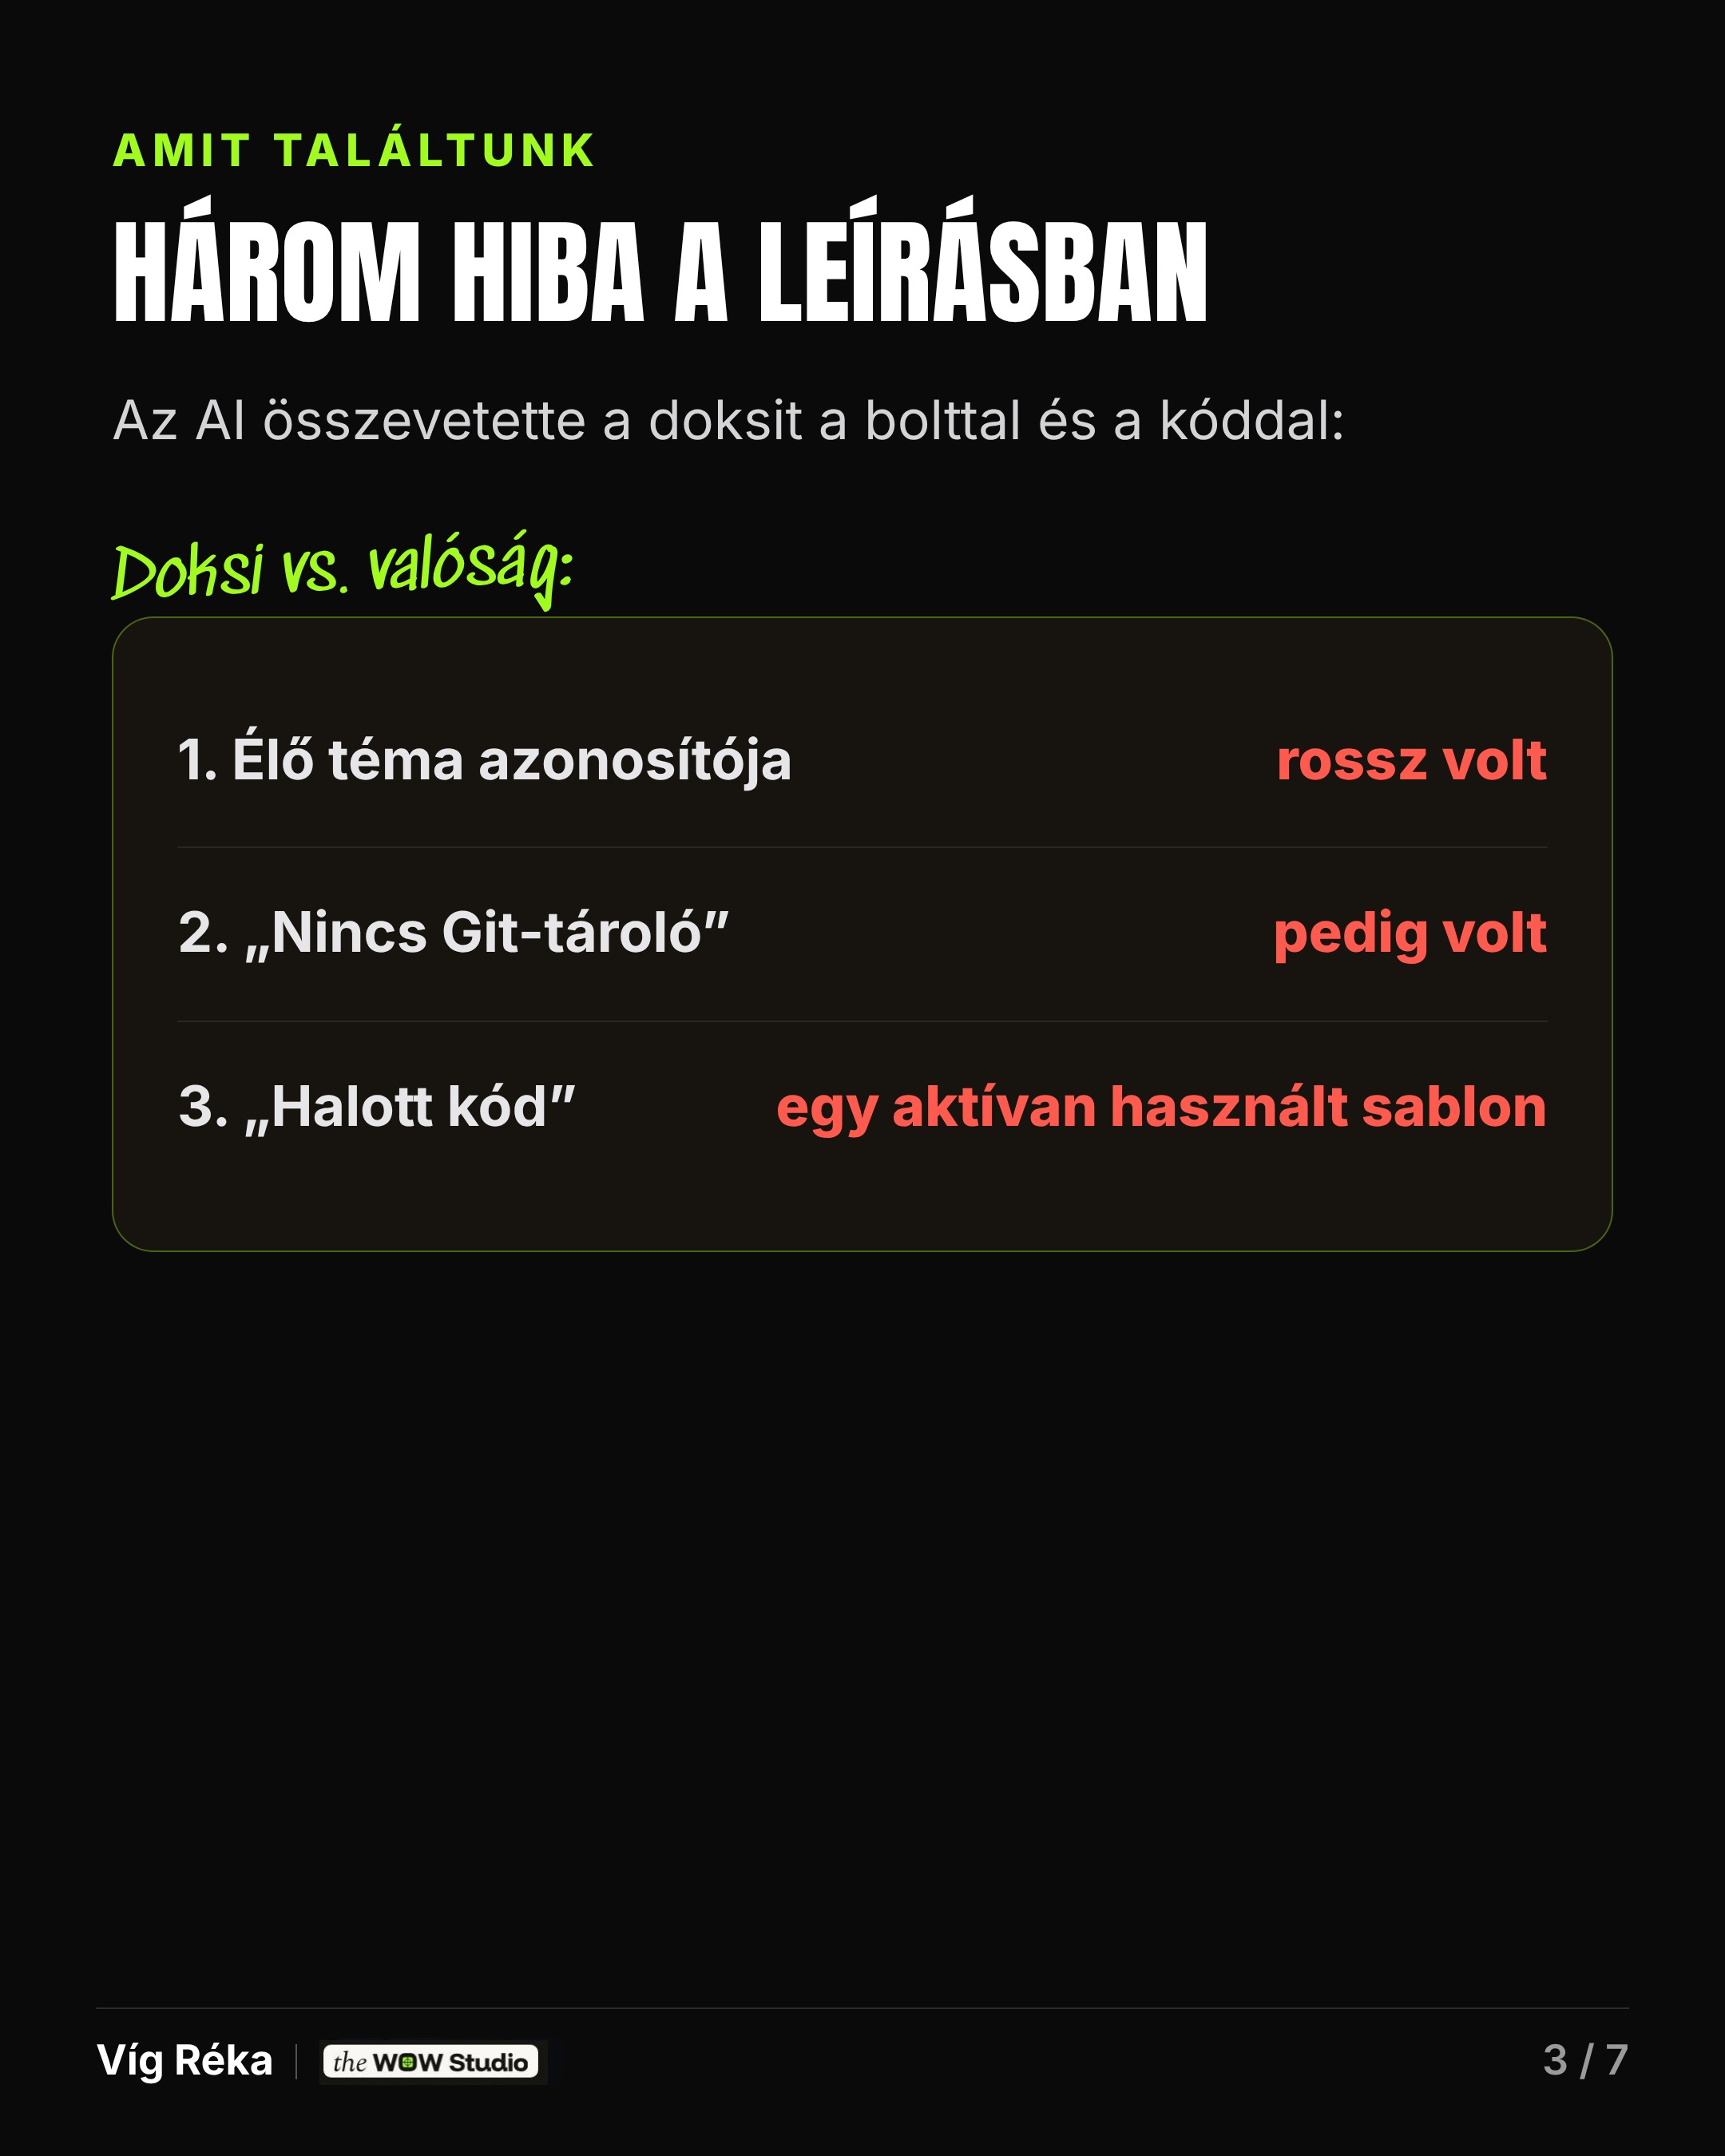 AMIT TALÁLTUNK
HÁROM HIBA A LEÍRÁSBAN
Az AI összevetette a doksit a bolttal és a kóddal:
Doksi vs. valóság:
1. Élő téma azonosítója rossz volt
2. „Nincs Git-tároló” pedig volt
3. „Halott kód” egy aktívan használt sablon
Víg Réka the WOW Studio 3 / 7